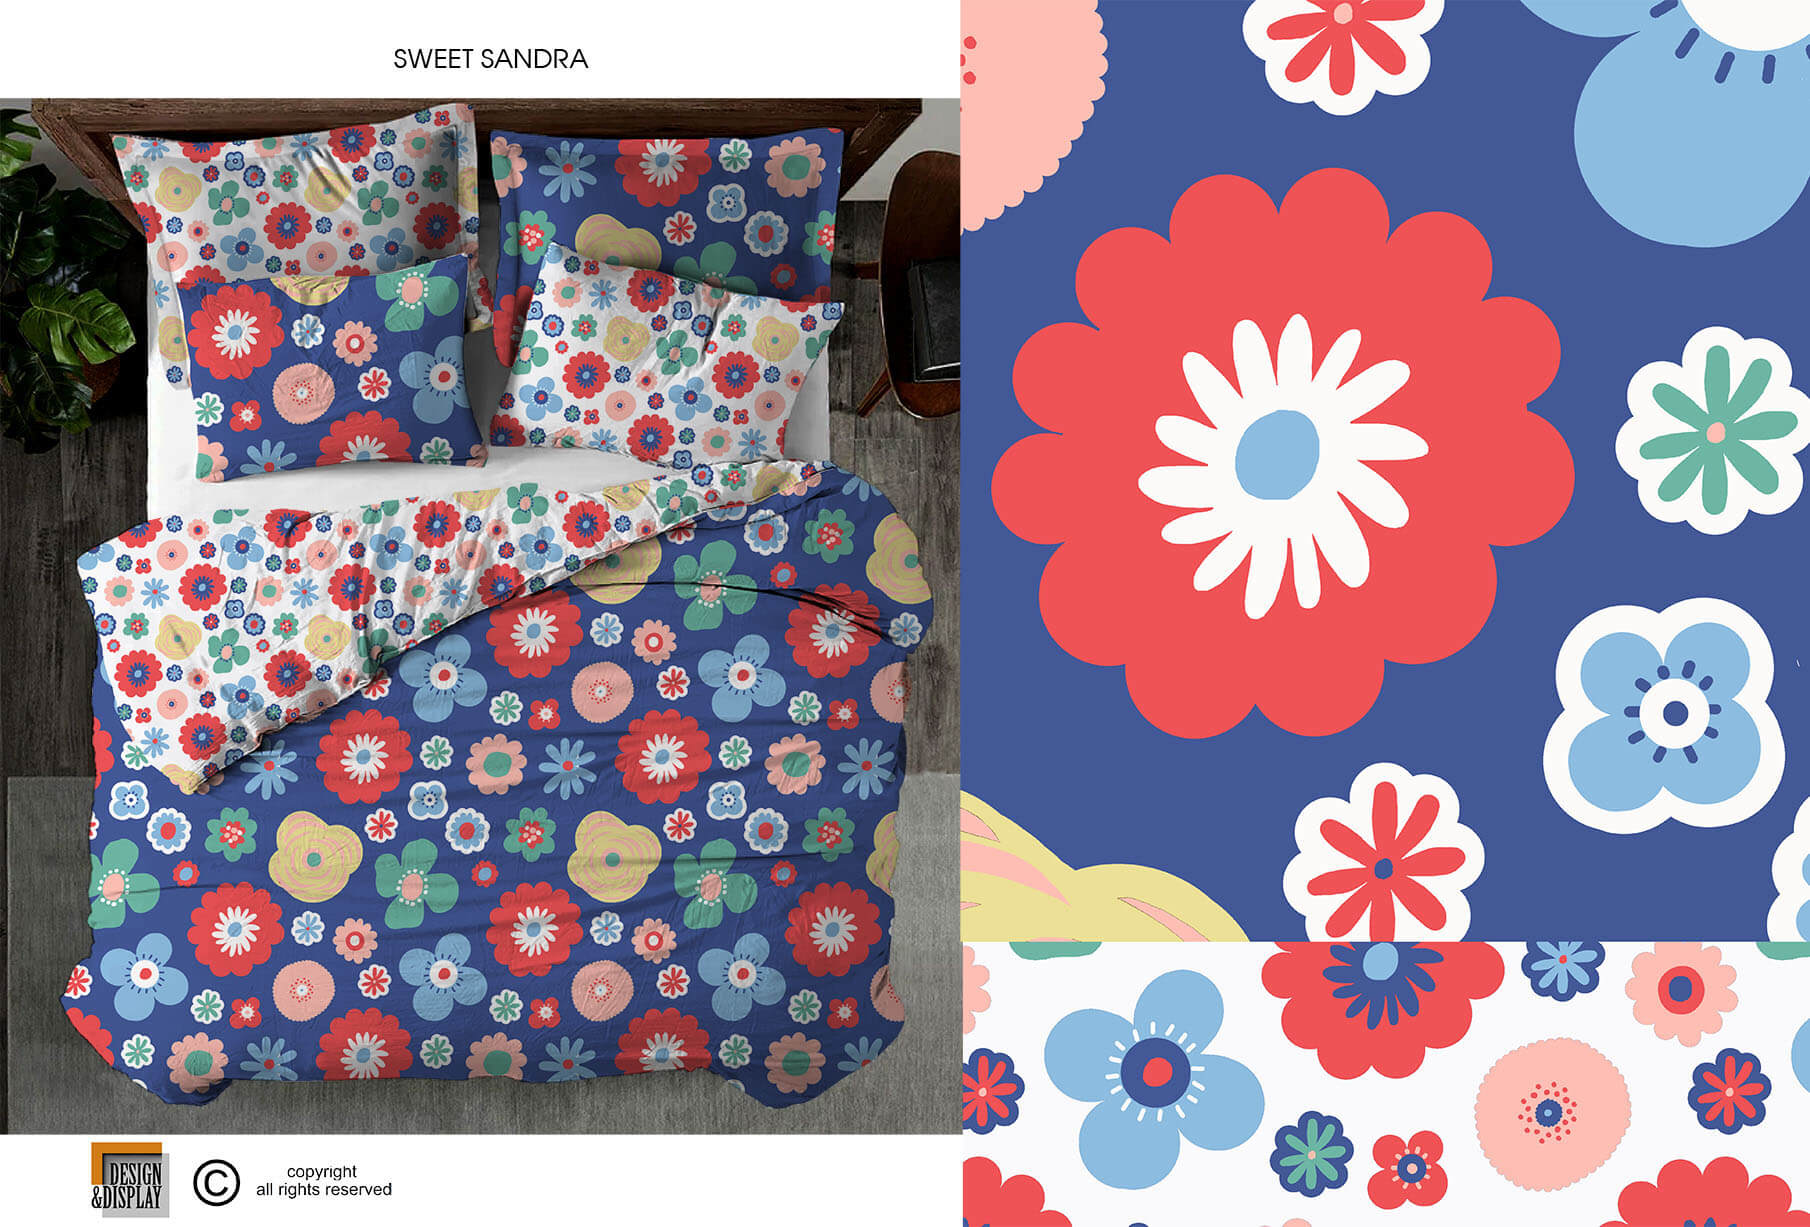 SWEET SANDRA
DESIGN
&DISPLAY
©
copyright
all rights reserved